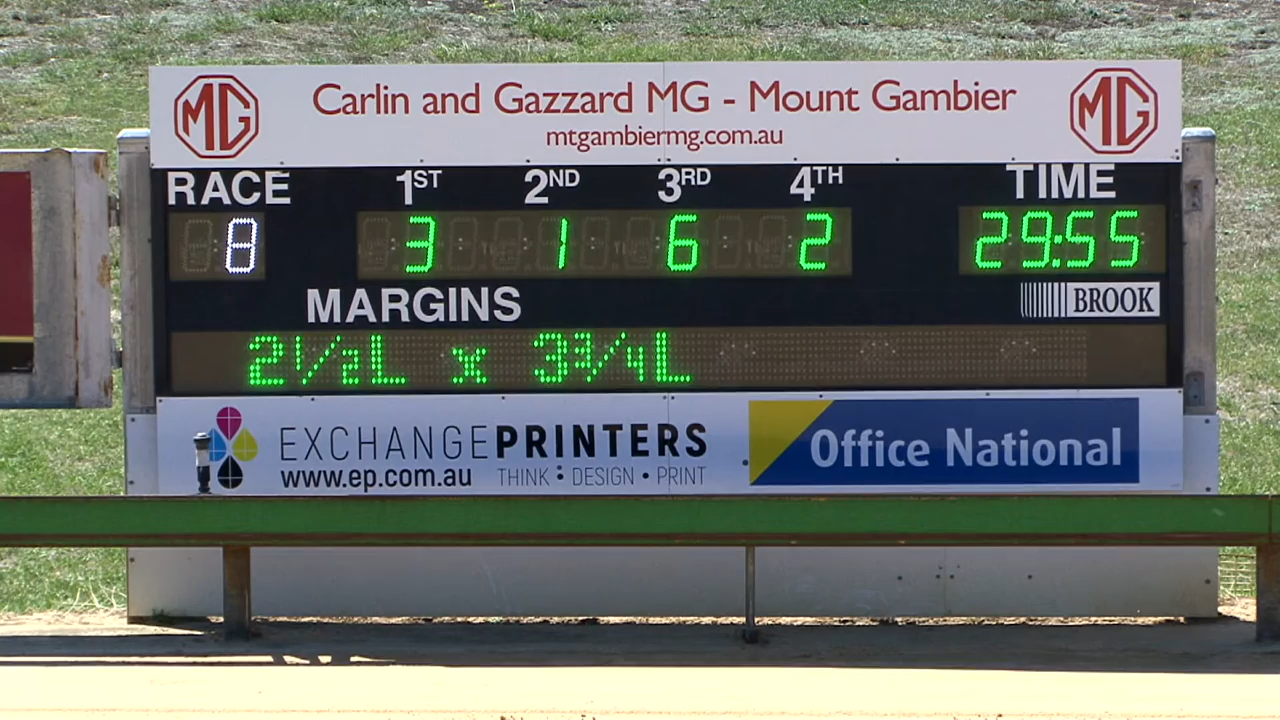 MG Carlin and Gazzard MG - Mount Gambier MG
mtgambiermg.com.au
RACE 1ST 2ND 3RD 4TH TIME
8 3 1 6 2 29:55
MARGINS BROOK
2½L x 3¾L
EXCHANGEPRINTERS Office National
www.ep.com.au THINK : DESIGN • PRINT